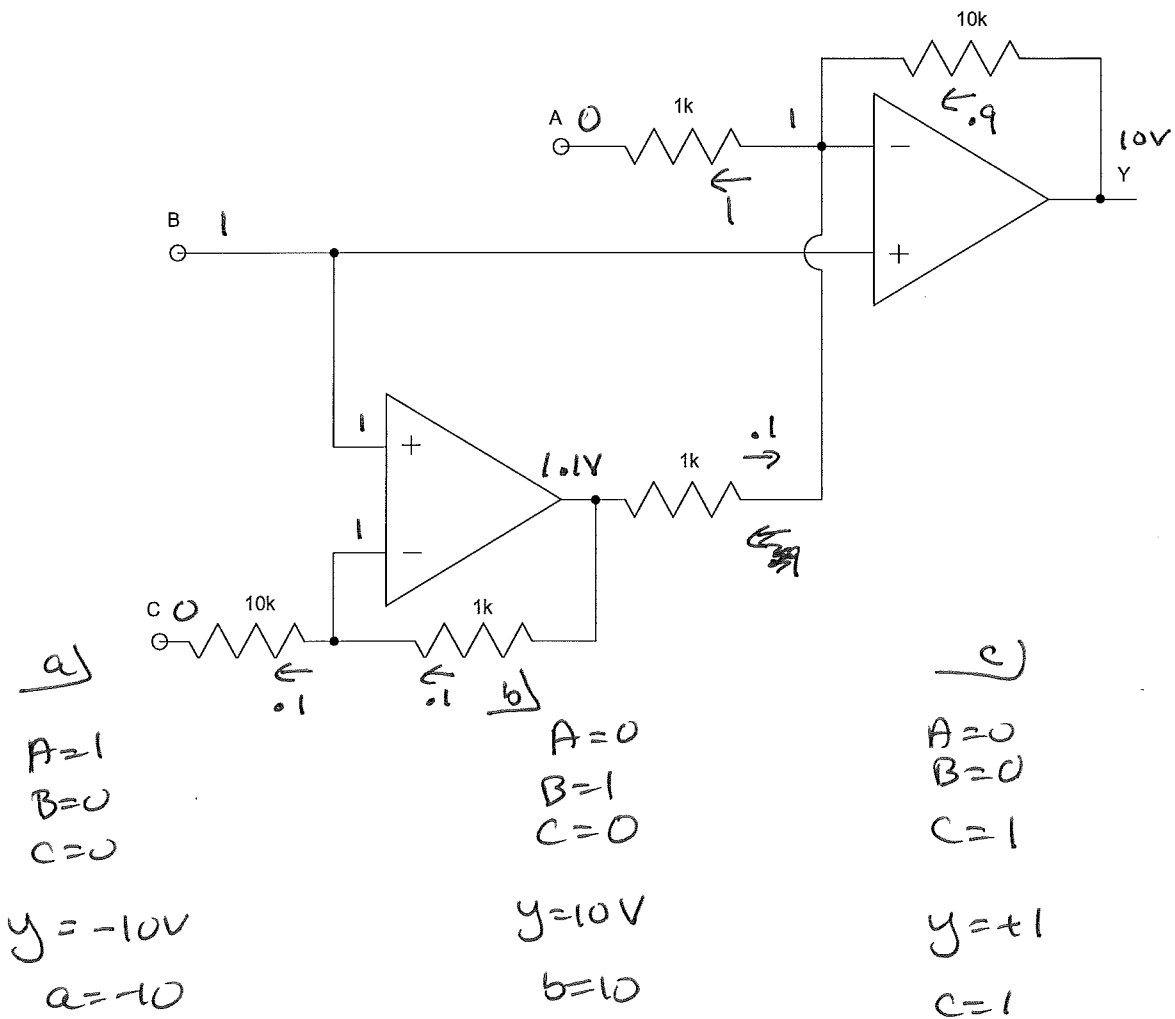 10k
.9
1k
A 0
1
1
10V
Y
−
+
B 1
1
+
1.1V
1k
.1
1
−
C 0
10k
1k
.1
.1
a)
A=1
B=0
C=0
y=-10V
a=-10
b)
A=0
B=1
C=0
y=10V
b=10
c)
A=0
B=0
C=1
y=+1
c=1